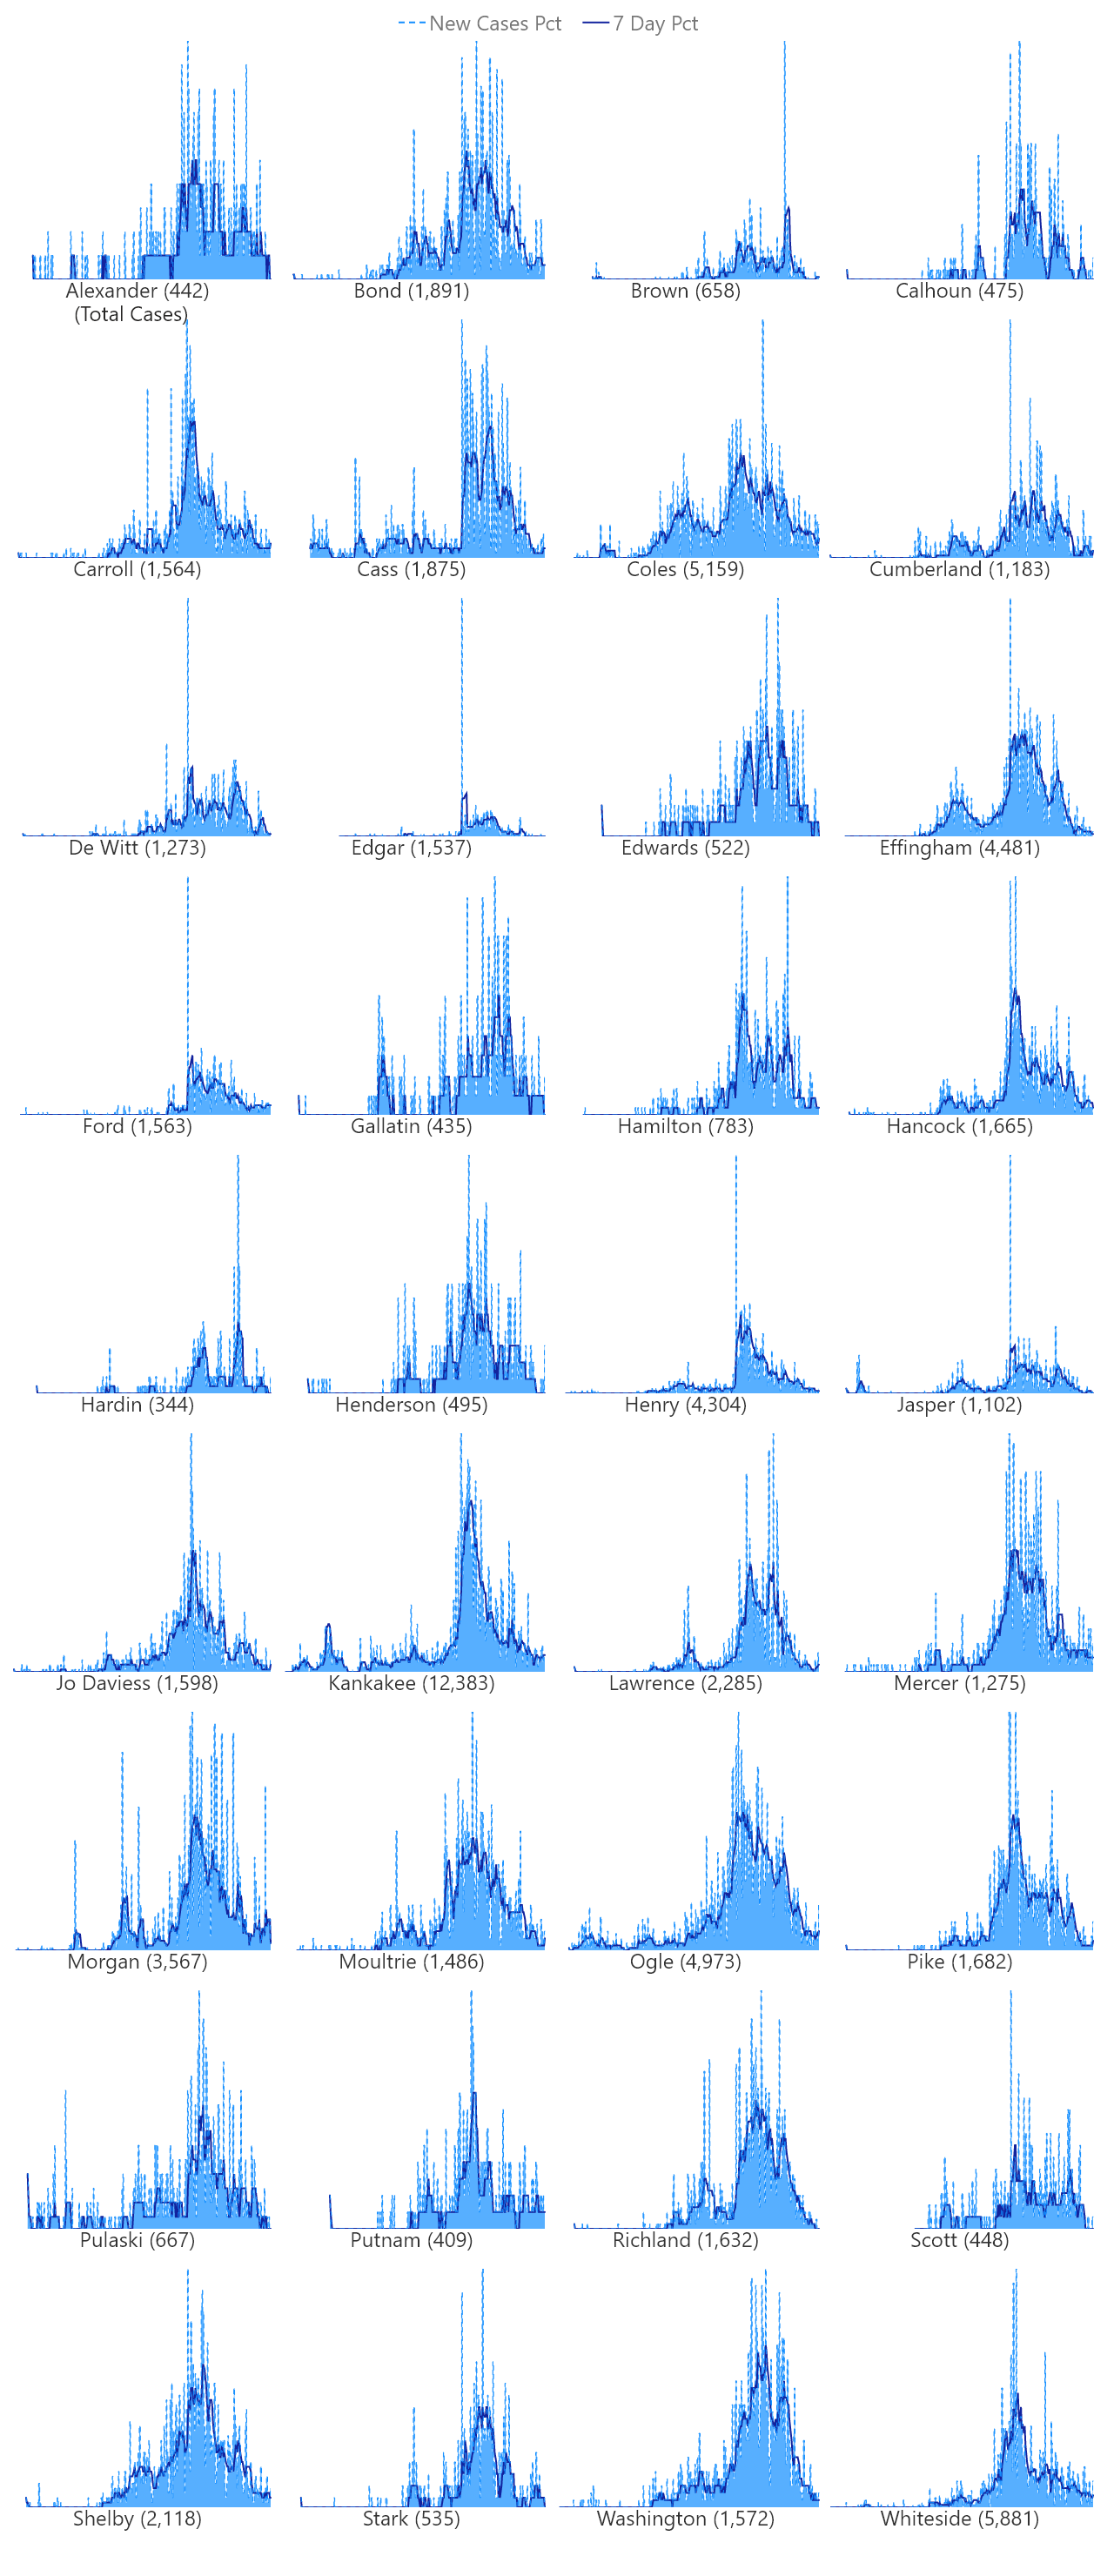 New Cases Pct 7 Day Pct
Alexander (442) Bond (1,891) Brown (658) Calhoun (475)
(Total Cases)
Carroll (1,564) Cass (1,875) Coles (5,159) Cumberland (1,183)
De Witt (1,273) Edgar (1,537) Edwards (522) Effingham (4,481)
Ford (1,563) Gallatin (435) Hamilton (783) Hancock (1,665)
Hardin (344) Henderson (495) Henry (4,304) Jasper (1,102)
Jo Daviess (1,598) Kankakee (12,383) Lawrence (2,285) Mercer (1,275)
Morgan (3,567) Moultrie (1,486) Ogle (4,973) Pike (1,682)
Pulaski (667) Putnam (409) Richland (1,632) Scott (448)
Shelby (2,118) Stark (535) Washington (1,572) Whiteside (5,881)